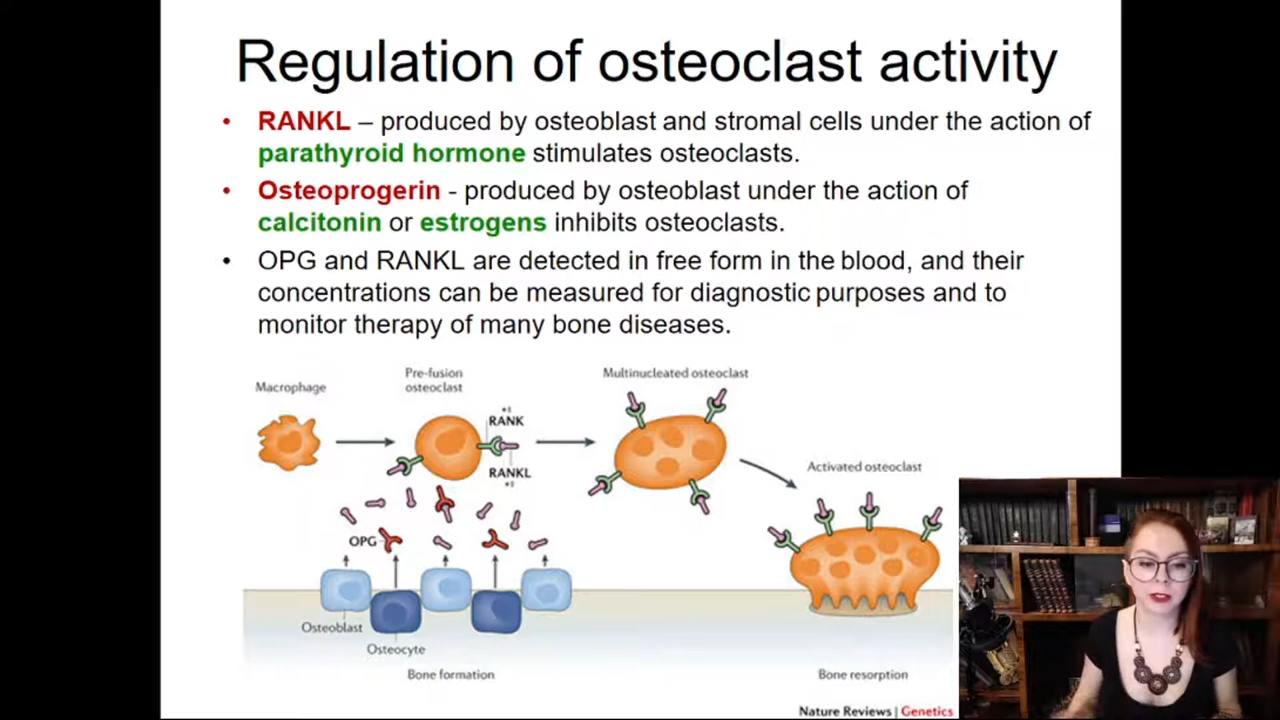 Regulation of osteoclast activity
• RANKL – produced by osteoblast and stromal cells under the action of
parathyroid hormone stimulates osteoclasts.
• Osteoprogerin - produced by osteoblast under the action of
calcitonin or estrogens inhibits osteoclasts.
• OPG and RANKL are detected in free form in the blood, and their
concentrations can be measured for diagnostic purposes and to
monitor therapy of many bone diseases.
Macrophage
Pre-fusion
osteoclast
RANK
RANKL
Multinucleated osteoclast
Activated osteoclast
OPG
Osteoblast
Osteocyte
Bone formation
Bone resorption
Nature Reviews | Genetics